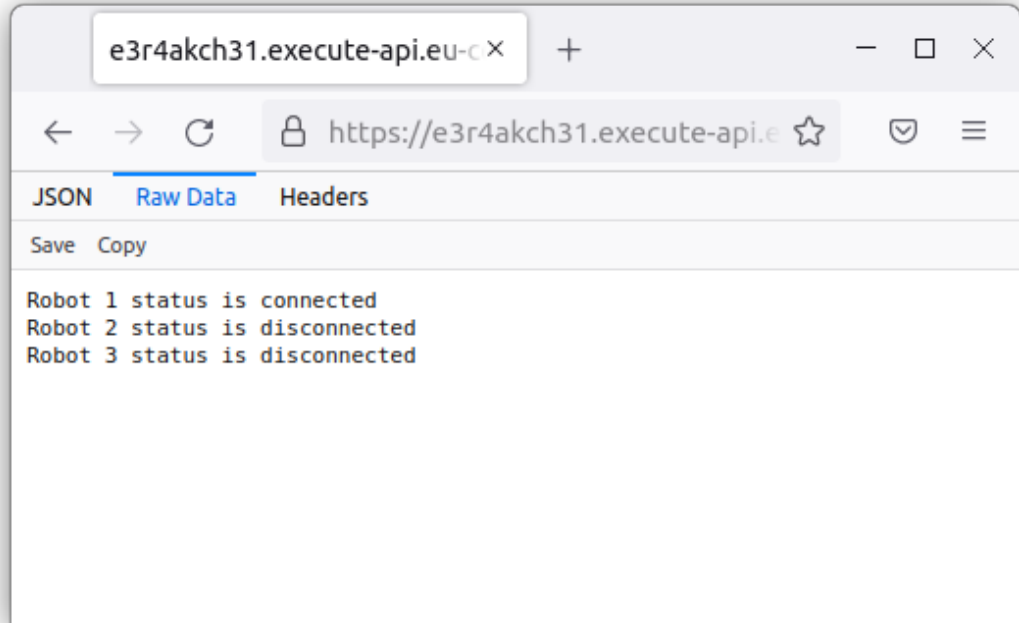 e3r4akch31.execute-api.eu-c
https://e3r4akch31.execute-api.e
JSON Raw Data Headers
Save Copy
Robot 1 status is connected
Robot 2 status is disconnected
Robot 3 status is disconnected